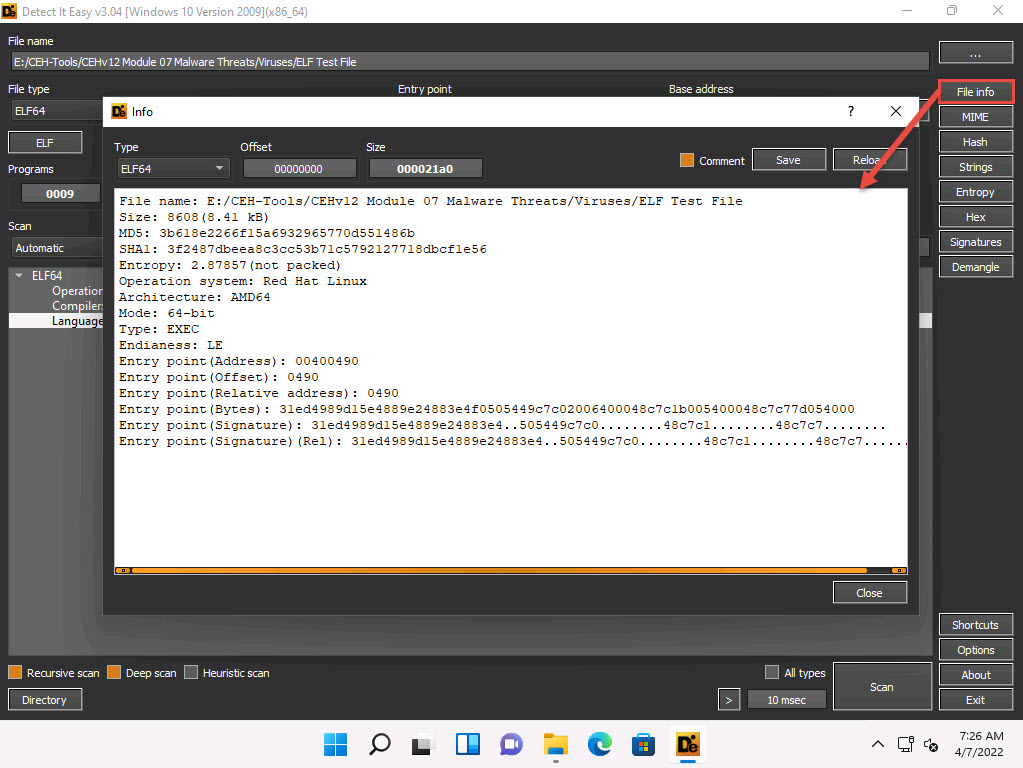 Detect It Easy v3.04 [Windows 10 Version 2009](x86_64)
File name
E:/CEH-Tools/CEHv12 Module 07 Malware Threats/Viruses/ELF Test File
...
File type
Entry point
Base address
ELF64
File info
MIME
Hash
Strings
Entropy
Hex
Signatures
Demangle
ELF
Programs
0009
Scan
Automatic
ELF64
Operation
Compiler:
Language
Info
?
Type
Offset
Size
ELF64
00000000
000021a0
Comment
Save
Reload
File name: E:/CEH-Tools/CEHv12 Module 07 Malware Threats/Viruses/ELF Test File
Size: 8608(8.41 kB)
MD5: 3b618e2266f15a6932965770d551486b
SHA1: 3f2487dbeea8c3cc53b71c5792127718dbcf1e56
Entropy: 2.87857(not packed)
Operation system: Red Hat Linux
Architecture: AMD64
Mode: 64-bit
Type: EXEC
Endianess: LE
Entry point(Address): 00400490
Entry point(Offset): 0490
Entry point(Relative address): 0490
Entry point(Bytes): 31ed4989d15e4889e24883e4f0505449c7c02006400048c7c1b005400048c7c77d054000
Entry point(Signature): 31ed4989d15e4889e24883e4..505449c7c0........48c7c1........48c7c7........
Entry point(Signature)(Rel): 31ed4989d15e4889e24883e4..505449c7c0........48c7c1........48c7c7......
Close
Recursive scan
Deep scan
Heuristic scan
All types
Directory
>
10 msec
Scan
Shortcuts
Options
About
Exit
7:26 AM
4/7/2022